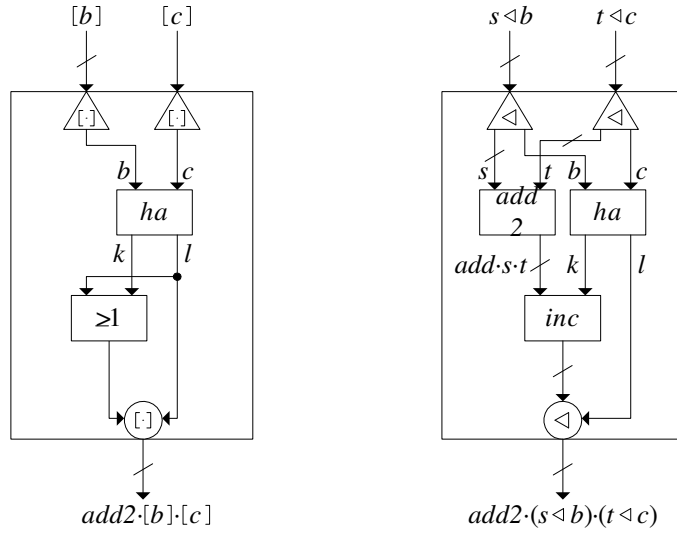 [b] [c]
[·] [·]
b c
ha
k l
≥1
[·]
add2·[b]·[c]
s◁b t◁c
◁ ◁
s t b c
add
2
ha
add·s·t k l
inc
◁
add2·(s◁b)·(t◁c)